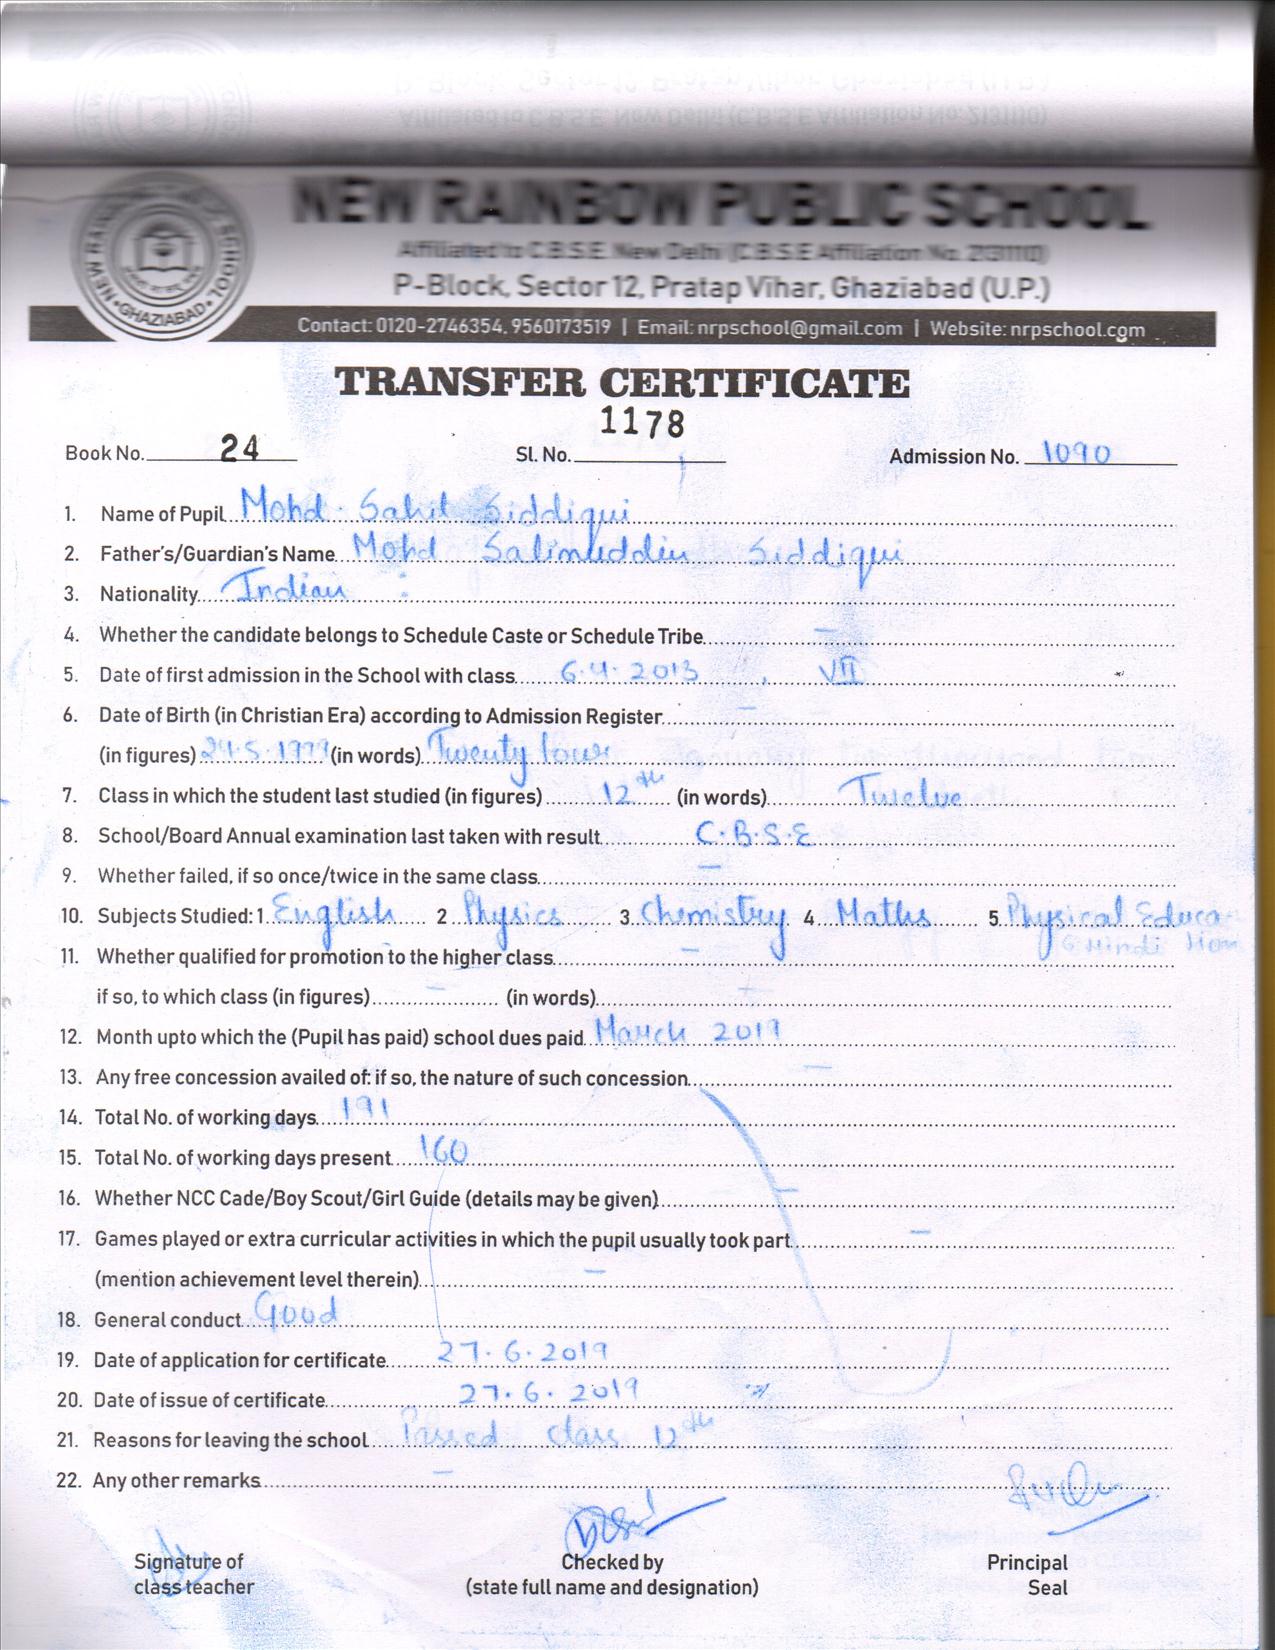 NEW RAINBOW PUBLIC SCHOOL
Affiliated to C.B.S.E. New Delhi (C.B.S.E Affiliation No. 2131110)
P-Block, Sector 12, Pratap Vihar, Ghaziabad (U.P.)
Contact: 0120-2746354, 9560173519 | Email: nrpschool@gmail.com | Website: nrpschool.com
TRANSFER CERTIFICATE
1178
Book No. 24 Sl. No. Admission No. 1090
1. Name of Pupil Mohd. Sahil Siddiqui
2. Father's/Guardian's Name Mohd Salimuddin Siddiqui
3. Nationality Indian
4. Whether the candidate belongs to Schedule Caste or Schedule Tribe —
5. Date of first admission in the School with class 6.4.2013, VII
6. Date of Birth (in Christian Era) according to Admission Register —
(in figures) (in words) Twenty four
7. Class in which the student last studied (in figures) 12th (in words) Twelve
8. School/Board Annual examination last taken with result C.B.S.E
9. Whether failed, if so once/twice in the same class —
10. Subjects Studied: 1 English 2 Physics 3 Chemistry 4 Maths 5 Physical Educa
6 Hindi
11. Whether qualified for promotion to the higher class —
if so, to which class (in figures) — (in words) —
12. Month upto which the (Pupil has paid) school dues paid March 2019
13. Any free concession availed of: if so, the nature of such concession —
14. Total No. of working days 191
15. Total No. of working days present 160
16. Whether NCC Cade/Boy Scout/Girl Guide (details may be given) —
17. Games played or extra curricular activities in which the pupil usually took part —
(mention achievement level therein) —
18. General conduct Good
19. Date of application for certificate 27.6.2019
20. Date of issue of certificate 27.6.2019
21. Reasons for leaving the school Passed class 12th
22. Any other remarks —
Signature of Checked by Principal
class teacher (state full name and designation) Seal